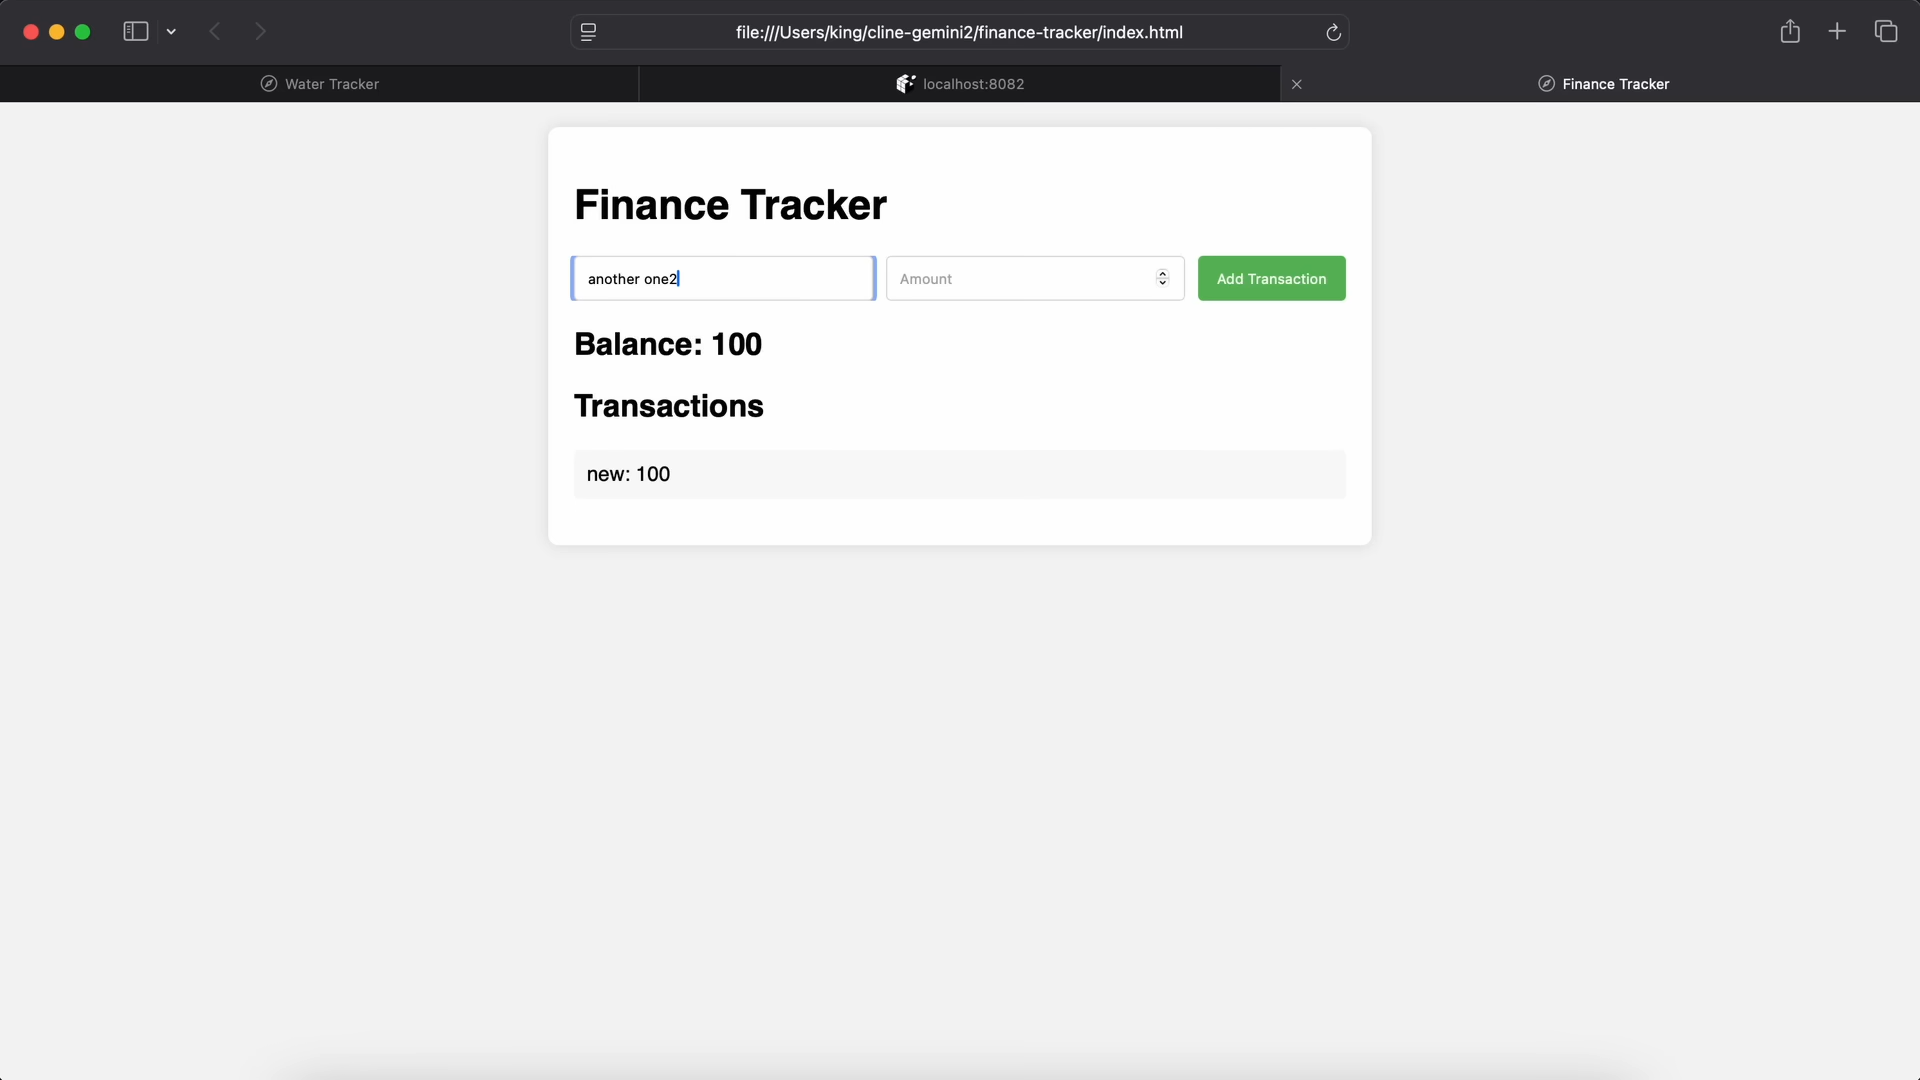 file:///Users/king/cline-gemini2/finance-tracker/index.html
Water Tracker
localhost:8082
Finance Tracker
Finance Tracker
another one2
Amount
Add Transaction
Balance: 100
Transactions
new: 100